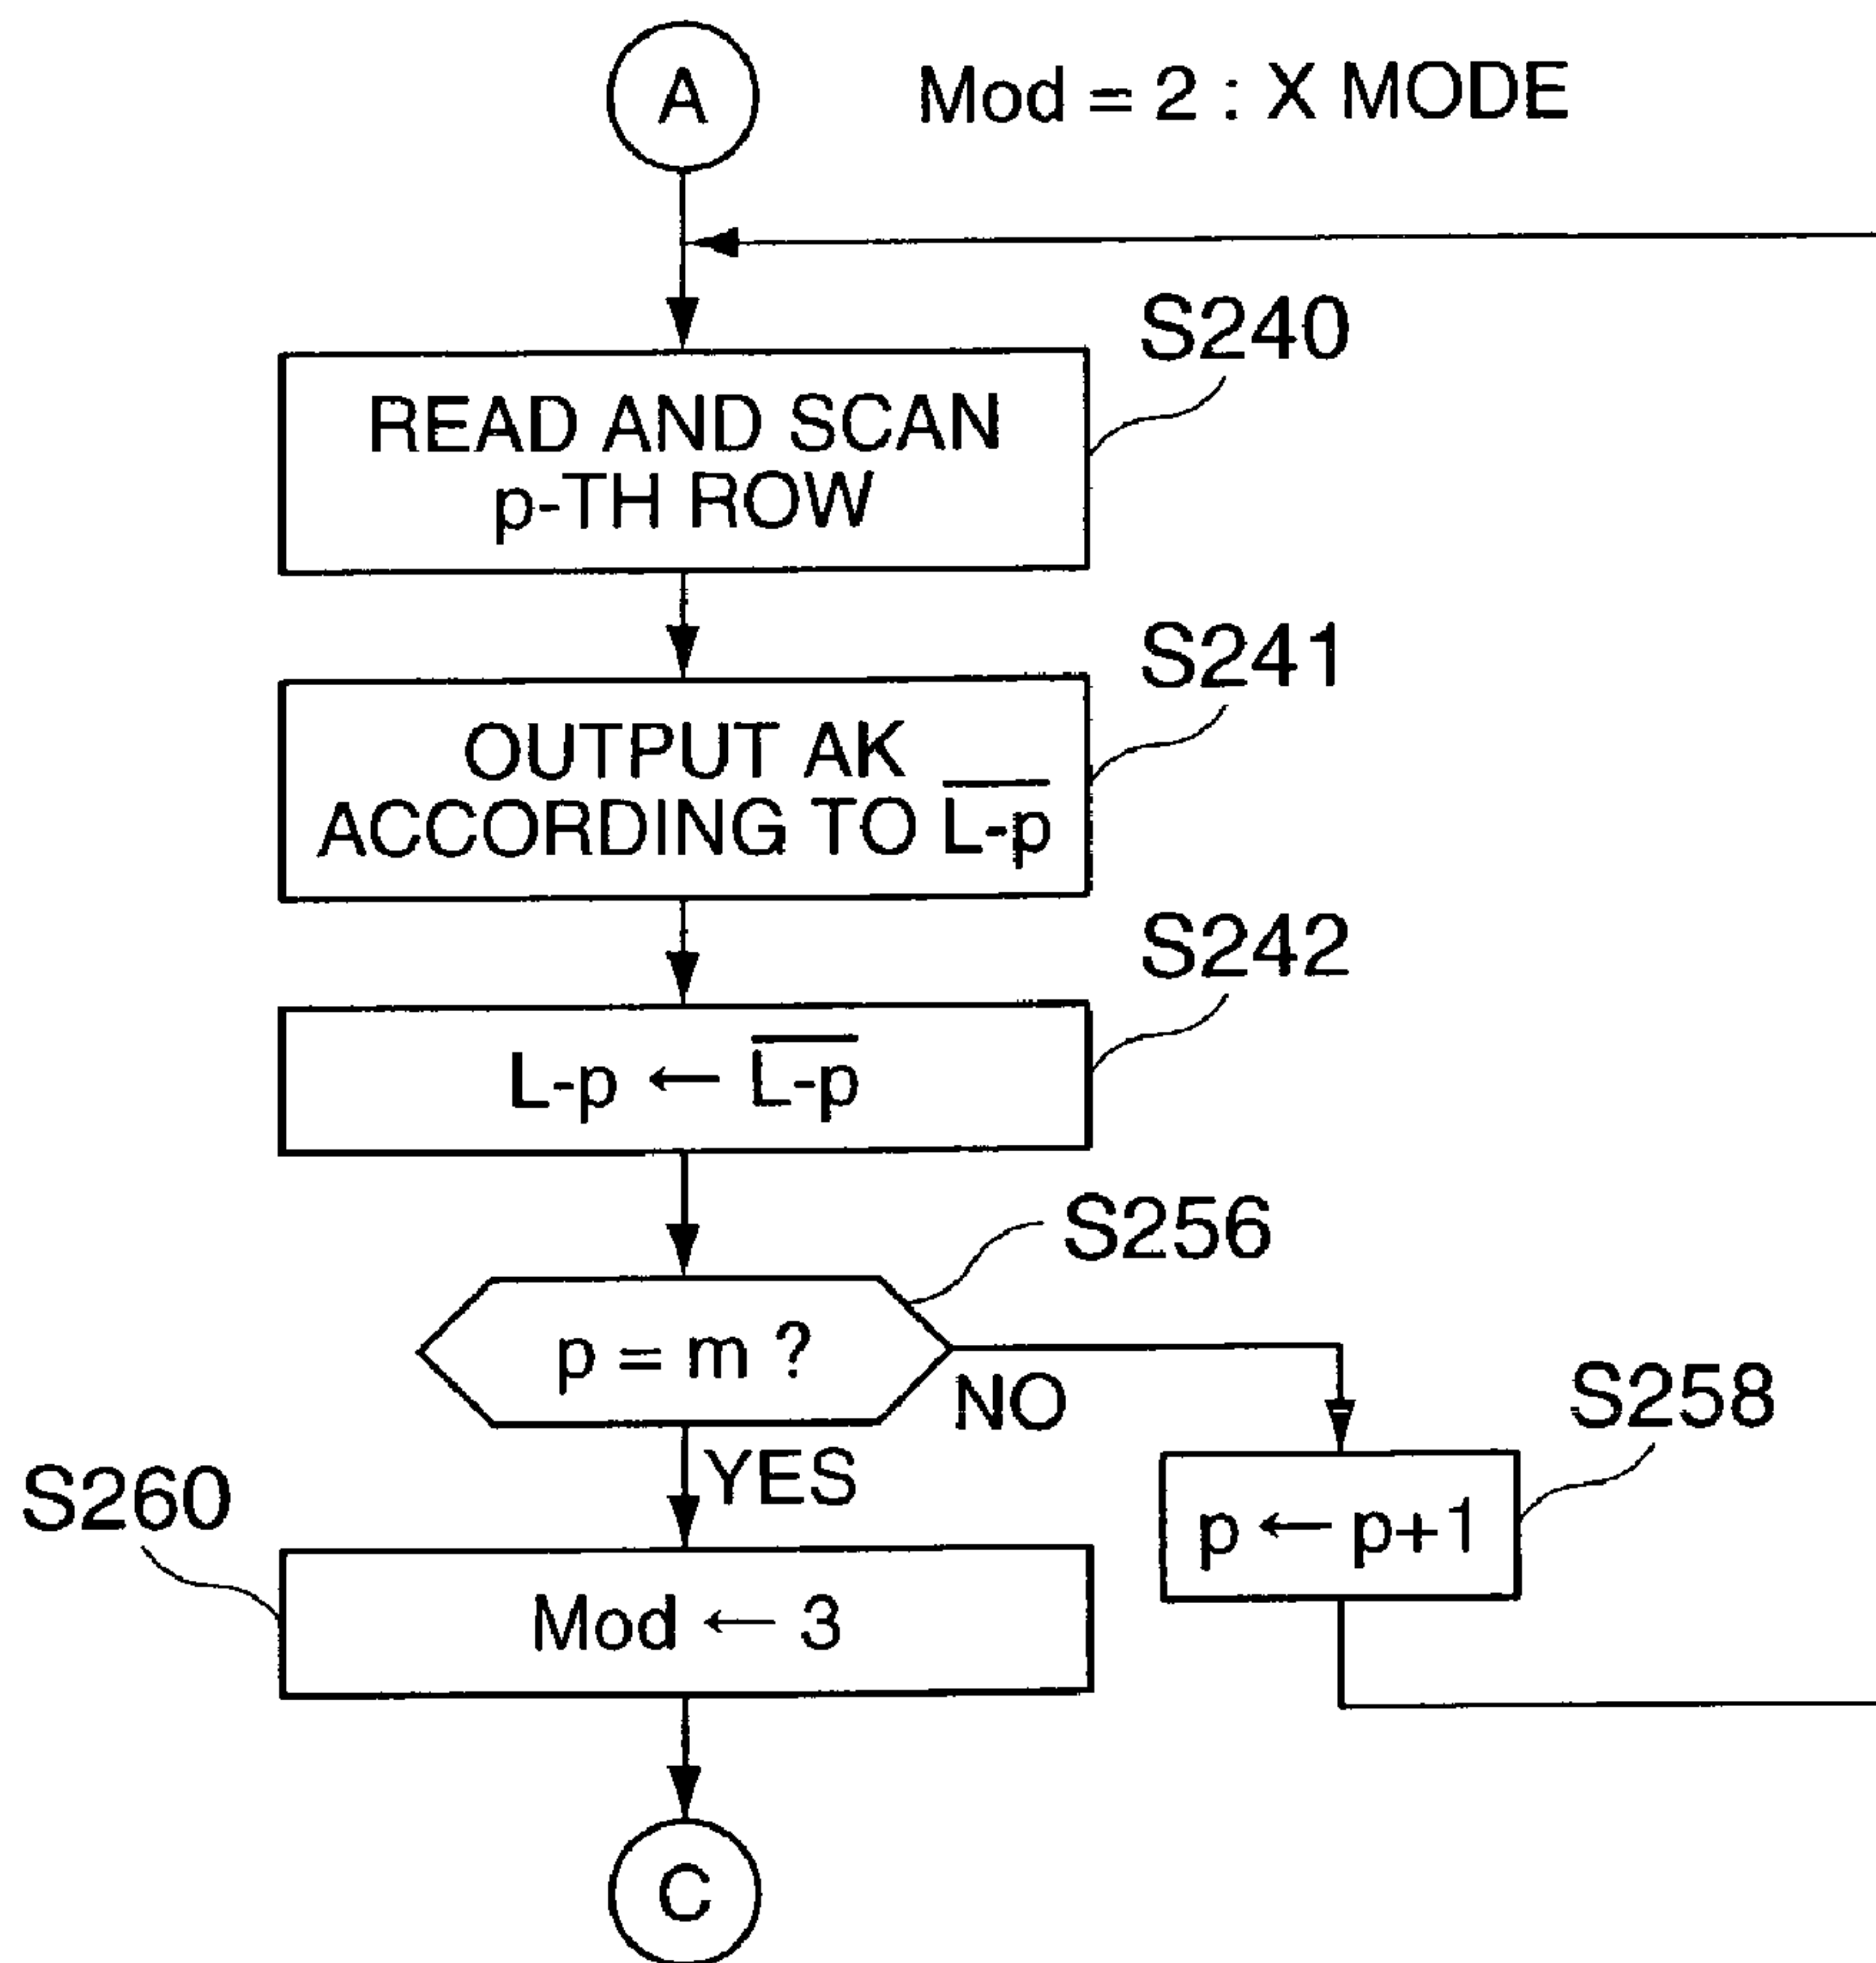 A
Mod = 2 : X MODE
S240
READ AND SCAN
p-TH ROW
S241
OUTPUT AK
ACCORDING TO L̅-̅p̅
S242
L-p ← L̅-̅p̅
S256
p = m ?
NO
S258
YES
p ← p+1
S260
Mod ← 3
C